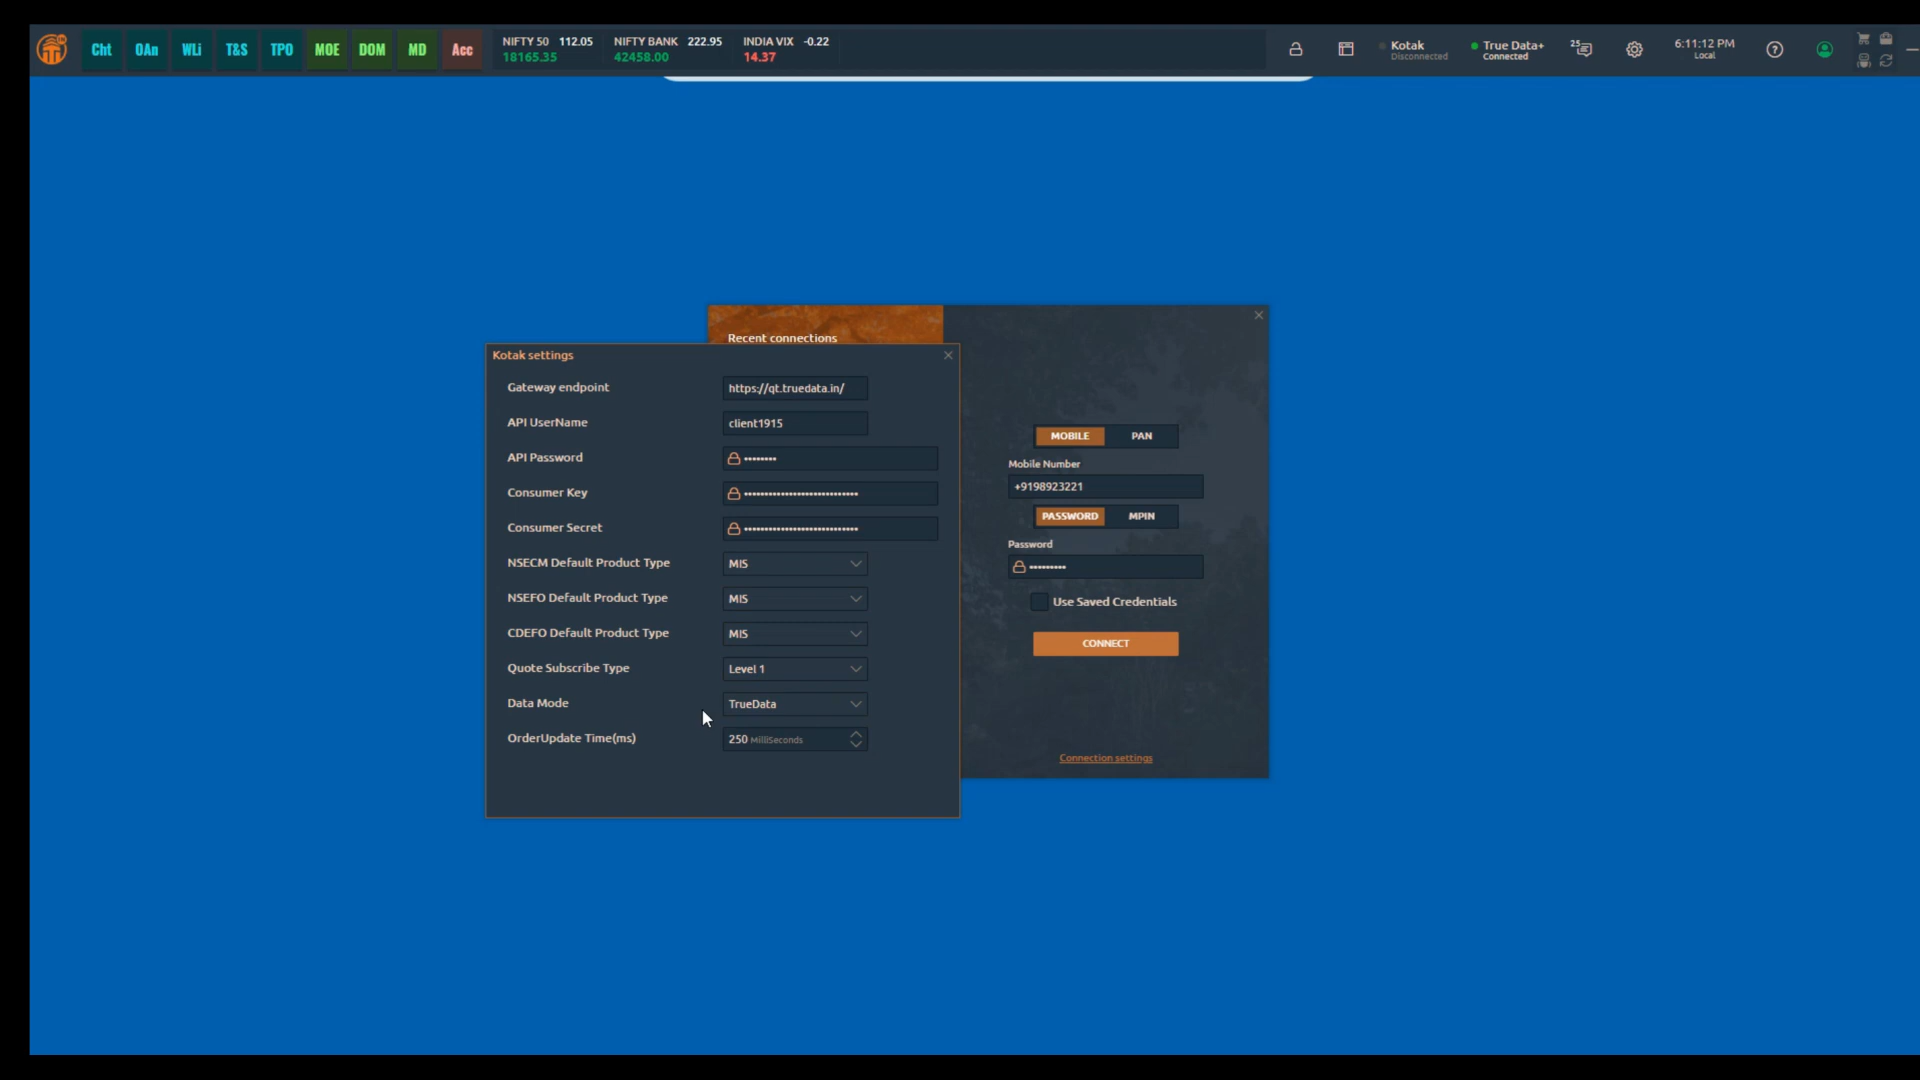 Cht OAn WLi T&S TPO MOE DOM MD Acc
NIFTY 50 112.05 NIFTY BANK 222.95 INDIA VIX -0.22
18165.35 42458.00 14.37
Kotak
Disconnected
True Data+
Connected
25
6:11:12 PM
Local
Recent connections
Kotak settings
Gateway endpoint https://qt.truedata.in/
API UserName client1915
API Password
Consumer Key
Consumer Secret
NSECM Default Product Type MIS
NSEFO Default Product Type MIS
CDEFO Default Product Type MIS
Quote Subscribe Type Level 1
Data Mode TrueData
OrderUpdate Time(ms) 250 MilliSeconds
MOBILE PAN
Mobile Number
+9198923221
PASSWORD MPIN
Password
Use Saved Credentials
CONNECT
Connection settings